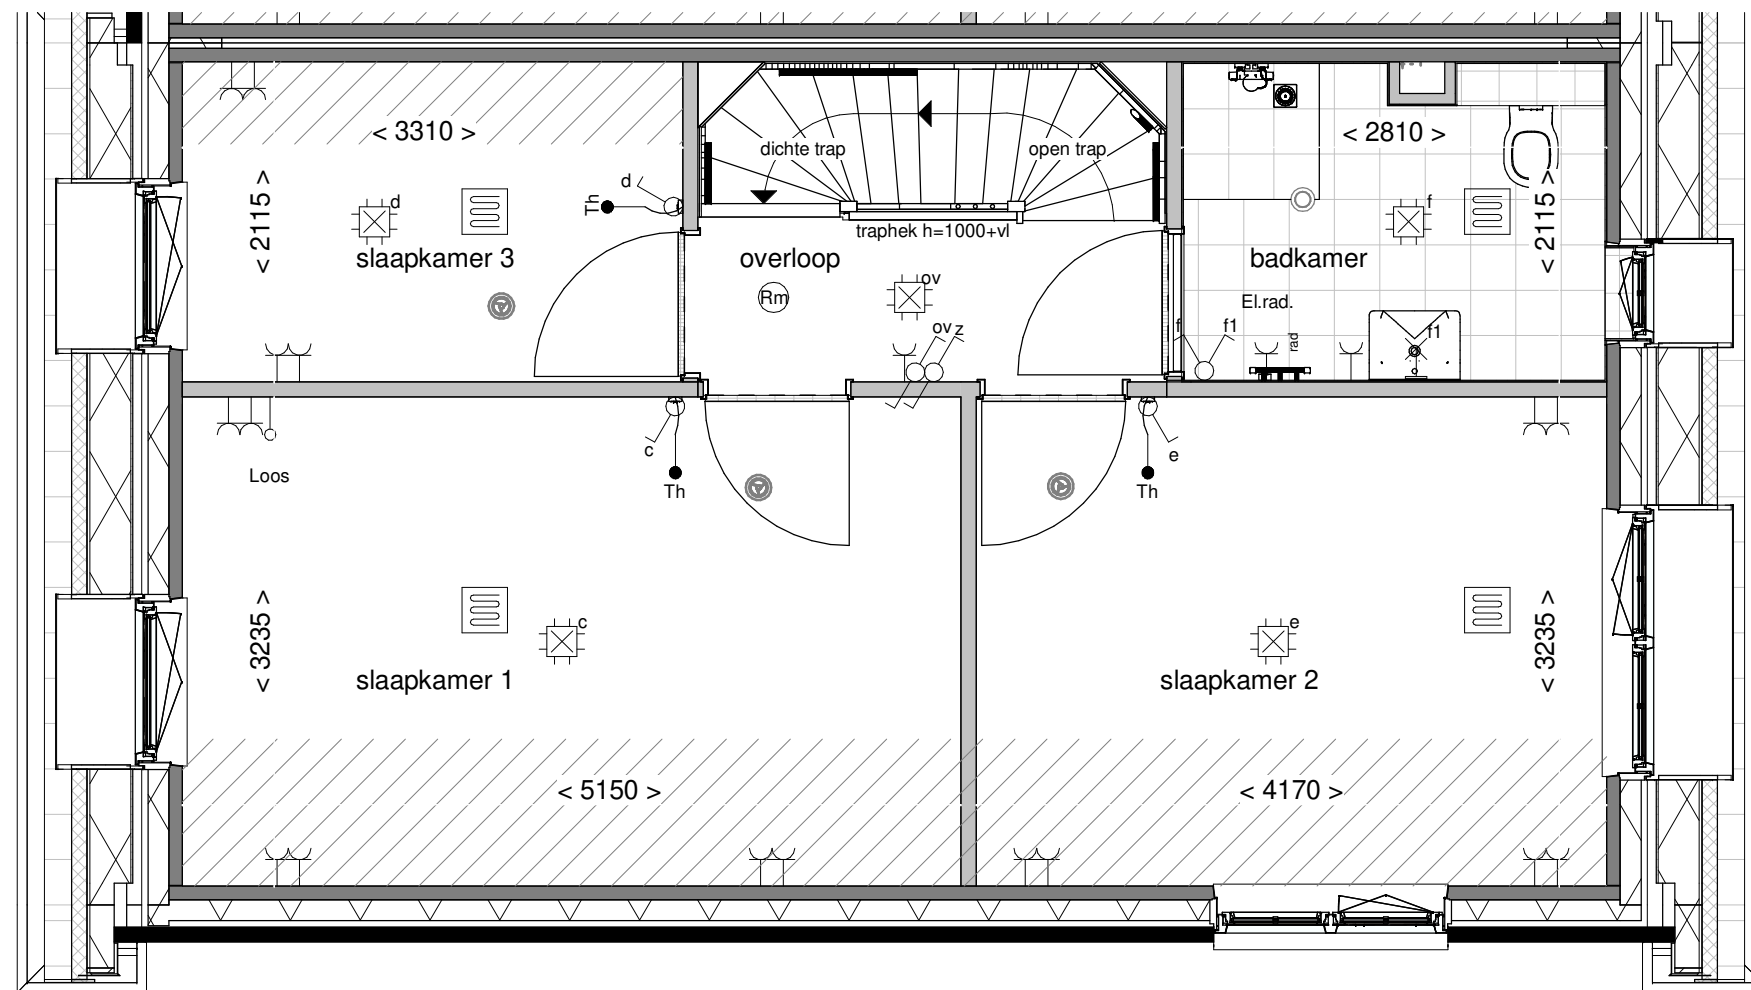 < 3310 >
dichte trap
open trap
< 2810 >
d
Th
< 2115 >
d
f
< 2115 >
traphek h=1000+vl
slaapkamer 3
overloop
badkamer
ov
Rm
El.rad.
f
f1
ov z
rad
f1
c
e
Loos
Th
Th
< 3235 >
c
e
< 3235 >
slaapkamer 1
slaapkamer 2
< 5150 >
< 4170 >